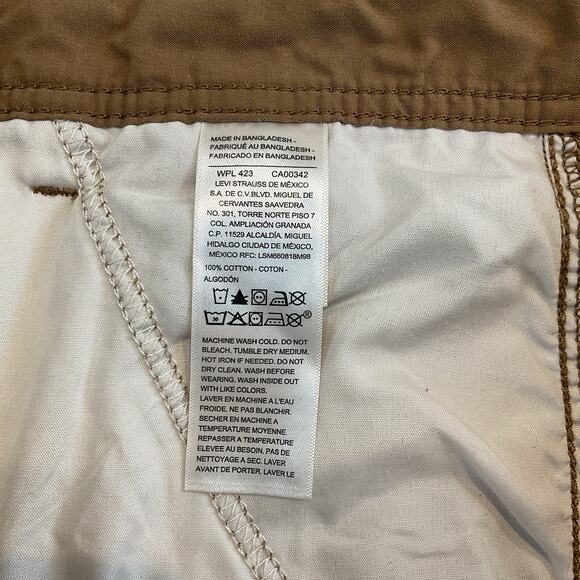 MADE IN BANGLADESH -
FABRIQUÉ AU BANGLADESH -
FABRICADO EN BANGLADESH
WPL 423 CA00342
LEVI STRAUSS DE MÉXICO
S.A. DE C.V.BLVD. MIGUEL DE
CERVANTES SAAVEDRA
NO. 301, TORRE NORTE PISO 7
COL. AMPLIACIÓN GRANADA
C.P. 11529 ALCALDÍA. MIGUEL
HIDALGO CIUDAD DE MÉXICO,
MÉXICO RFC: LSM660818M98
100% COTTON - COTON -
ALGODÓN
30 ®
MACHINE WASH COLD. DO NOT
BLEACH. TUMBLE DRY MEDIUM.
HOT IRON IF NEEDED. DO NOT
DRY CLEAN. WASH BEFORE
WEARING. WASH INSIDE OUT
WITH LIKE COLORS.
LAVER EN MACHINE A L'EAU
FROIDE. NE PAS BLANCHIR.
SECHER EN MACHINE A
TEMPERATURE MOYENNE.
REPASSER A TEMPERATURE
ELEVEE AU BESOIN. PAS DE
NETTOYAGE A SEC. LAVER
AVANT DE PORTER. LAVER LE